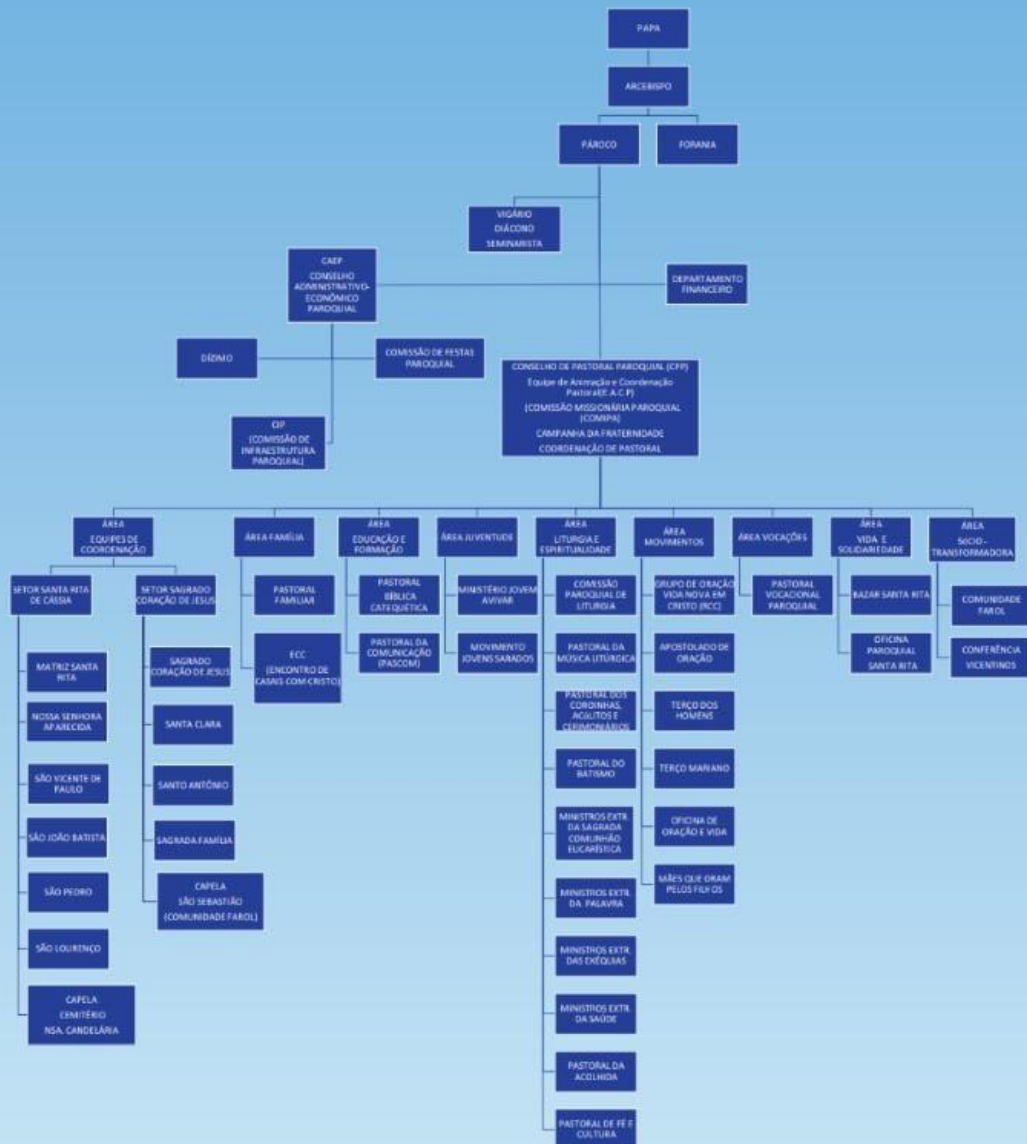 PAPA
ARCEBISPO
PÁROCO
FORANIA
VIGÁRIO
DIÁCONO
SEMINARISTA
CAEP
CONSELHO
ADMINISTRATIVO-
ECONÔMICO
PAROQUIAL
DEPARTAMENTO
FINANCEIRO
DÍZIMO
COMISSÃO DE FESTAS
PAROQUIAL
CIP
(COMISSÃO DE
INFRAESTRUTURA
PAROQUIAL)
CONSELHO DE PASTORAL PAROQUIAL (CPP)
Equipe de Animação e Coordenação
Pastoral(E.A.C.P)
(COMISSÃO MISSIONÁRIA PAROQUIAL
(COMIPA)
CAMPANHA DA FRATERNIDADE
COORDENAÇÃO DE PASTORAL
ÁREA
EQUIPES DE
COORDENAÇÃO
SETOR SANTA RITA
DE CÁSSIA
MATRIZ SANTA
RITA
NOSSA SENHORA
APARECIDA
SÃO VICENTE DE
PAULO
SÃO JOÃO BATISTA
SÃO PEDRO
SÃO LOURENÇO
CAPELA
CEMITÉRIO
NSA. CANDELÁRIA
SETOR SAGRADO
CORAÇÃO DE JESUS
SAGRADO
CORAÇÃO DE JESUS
SANTA CLARA
SANTO ANTÔNIO
SAGRADA FAMÍLIA
CAPELA
SÃO SEBASTIÃO
(COMUNIDADE FAROL)
ÁREA FAMÍLIA
PASTORAL
FAMILIAR
ECC
(ENCONTRO DE
CASAIS COM CRISTO)
ÁREA
EDUCAÇÃO E
FORMAÇÃO
PASTORAL
BÍBLICA
CATEQUÉTICA
PASTORAL DA
COMUNICAÇÃO
(PASCOM)
ÁREA JUVENTUDE
MINISTÉRIO JOVEM
AVIVAR
MOVIMENTO
JOVENS SARADOS
ÁREA
LITURGIA E
ESPIRITUALIDADE
COMISSÃO
PAROQUIAL DE
LITURGIA
PASTORAL DA
MÚSICA LITÚRGICA
PASTORAL DOS
COROINHAS,
ACÓLITOS E
CERIMONIÁRIOS
PASTORAL DO
BATISMO
MINISTROS EXTR.
DA SAGRADA
COMUNHÃO
EUCARÍSTICA
MINISTROS EXTR.
DA PALAVRA
MINISTROS EXTR.
DAS EXÉQUIAS
MINISTROS EXTR.
DA SAÚDE
PASTORAL DA
ACOLHIDA
PASTORAL DE FÉ E
CULTURA
ÁREA
MOVIMENTOS
GRUPO DE ORAÇÃO
VIDA NOVA EM
CRISTO (RCC)
APOSTOLADO DE
ORAÇÃO
TERÇO DOS
HOMENS
TERÇO MARIANO
OFICINA DE
ORAÇÃO E VIDA
MÃES QUE ORAM
PELOS FILHOS
ÁREA VOCAÇÕES
PASTORAL
VOCACIONAL
PAROQUIAL
ÁREA
VIDA E
SOLIDARIEDADE
BAZAR SANTA RITA
OFICINA
PAROQUIAL
SANTA RITA
ÁREA
SÓCIO-
TRANSFORMADORA
COMUNIDADE
FAROL
CONFERÊNCIA
VICENTINOS